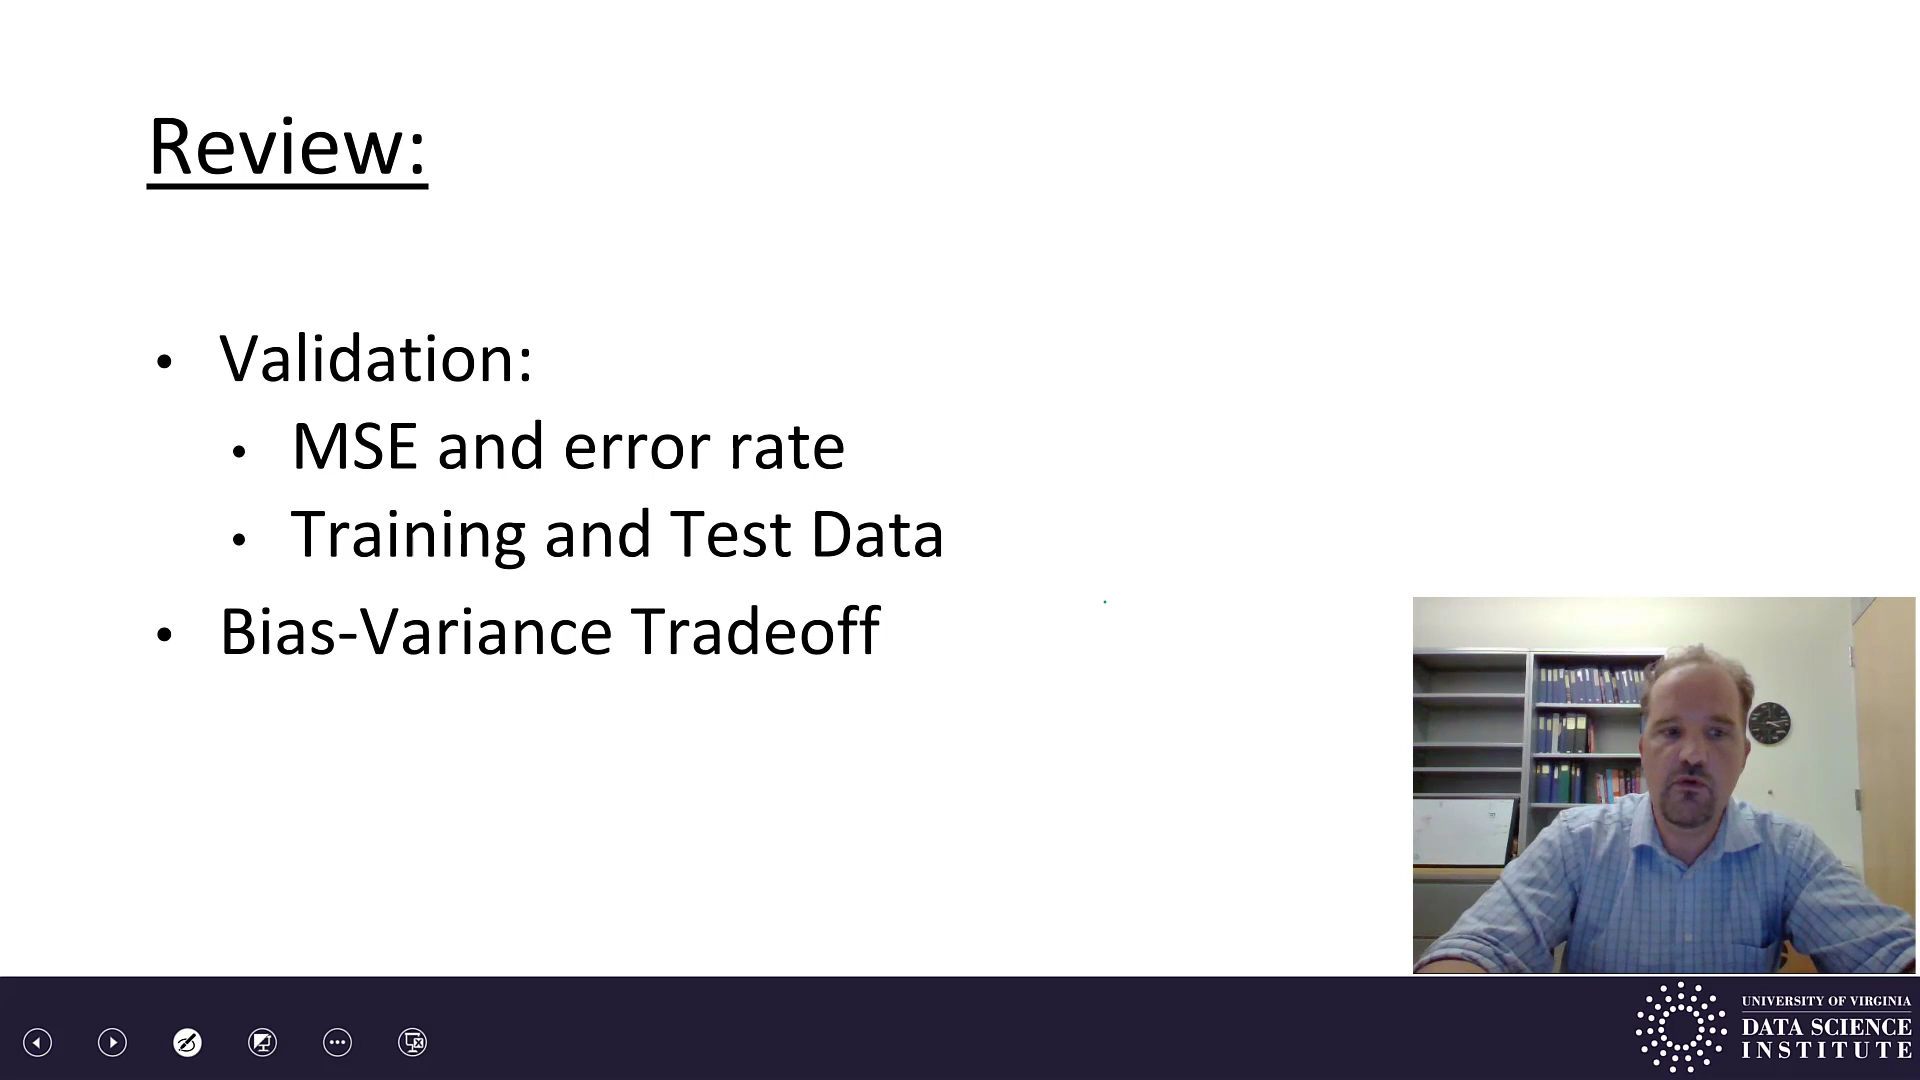 Review:
• Validation:
• MSE and error rate
• Training and Test Data
• Bias-Variance Tradeoff
UNIVERSITY OF VIRGINIA
DATA SCIENCE
INSTITUTE